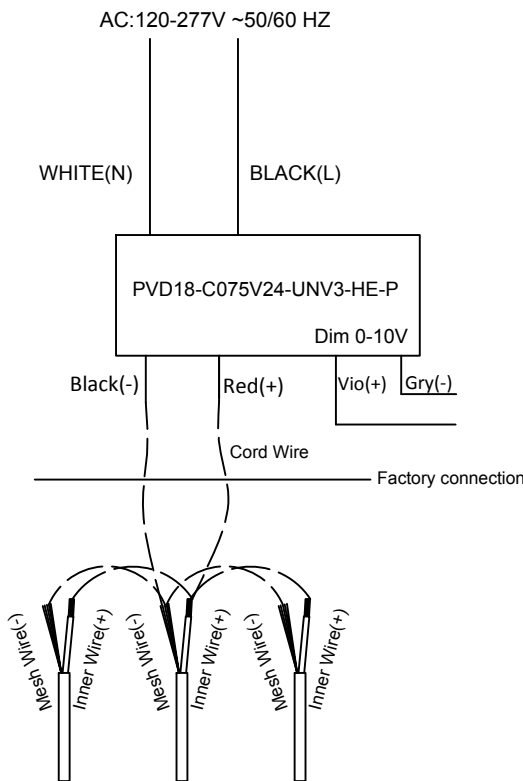 AC:120-277V ~50/60 HZ
WHITE(N)
BLACK(L)
PVD18-C075V24-UNV3-HE-P
Dim 0-10V
Black(-)
Red(+)
Vio(+)
Gry(-)
Cord Wire
Factory connection
Mesh Wire(-)
Inner Wire(+)
Mesh Wire(-)
Inner Wire(+)
Mesh Wire(-)
Inner Wire(+)